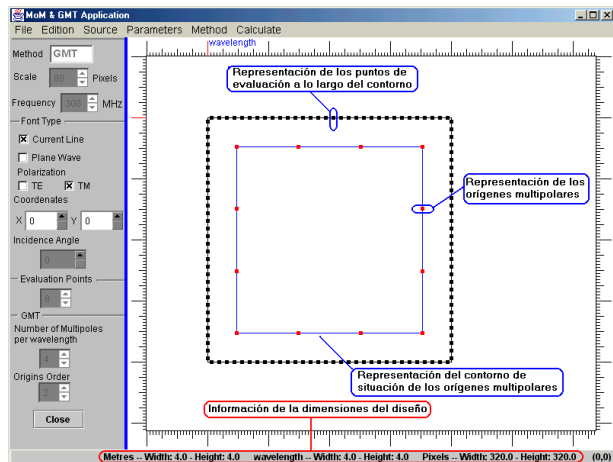 MoM & GMT Application
File Edition Source Parameters Method Calculate
wavelength
Method GMT
Scale 80 Pixels
Frequency 300 MHz
Font Type
Current Line
Plane Wave
Polarization
TE TM
Coordenates
X 0 Y 0
Incidence Angle
0
Evaluation Points
8
GMT
Number of Multipoles
per wavelength
4
Origins Order
2
Close
Representación de los puntos de
evaluación a lo largo del contorno
Representación de los
orígenes multipolares
Representación del contorno de
situación de los orígenes multipolares
Información de la dimensiones del diseño
Metres -- Width: 4.0 - Height: 4.0 wavelength -- Width: 4.0 - Height: 4.0 Pixels -- Width: 320.0 - Height: 320.0 (0,0)